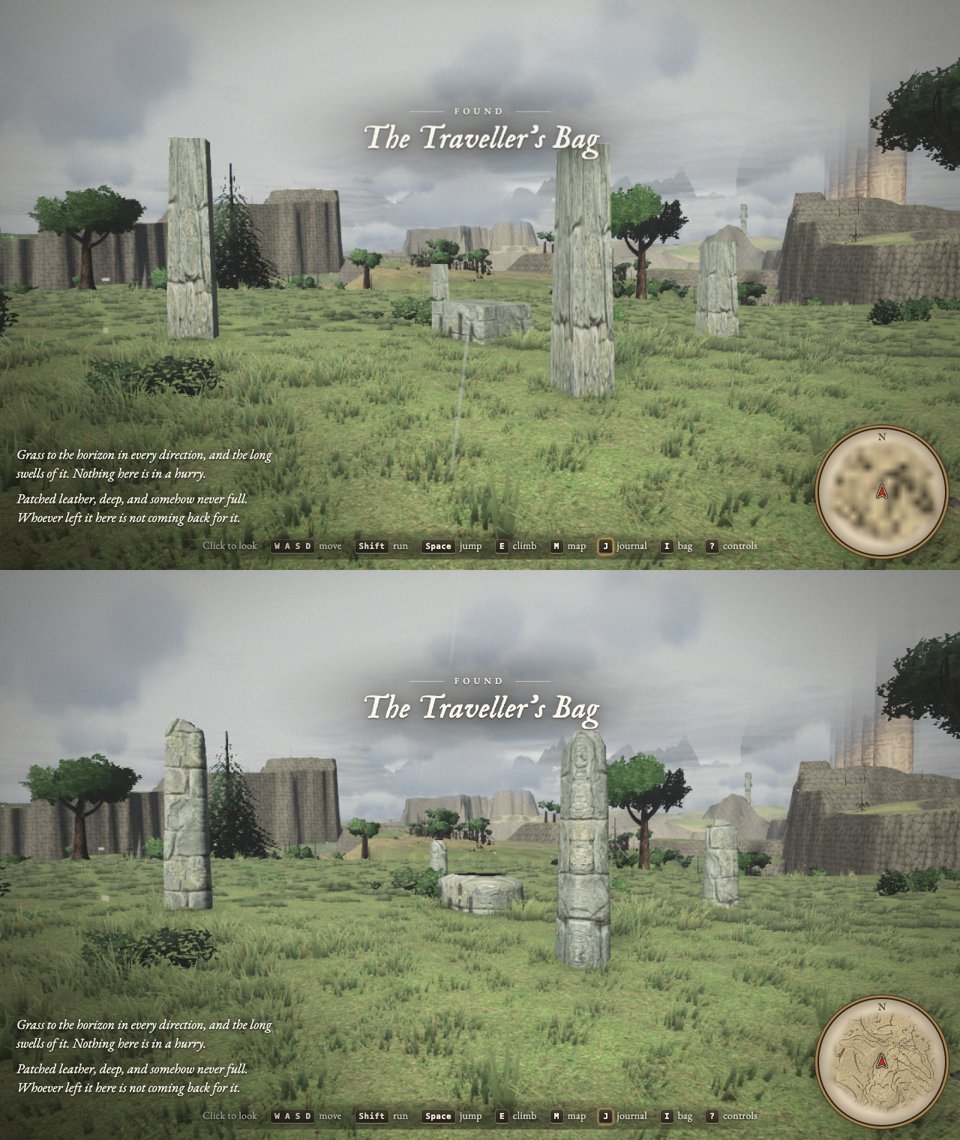 FOUND
The Traveller's Bag
Grass to the horizon in every direction, and the long
swells of it. Nothing here is in a hurry.
Patched leather, deep, and somehow never full.
Whoever left it here is not coming back for it.
N
Click to look W A S D move Shift run Space jump E climb M map J journal I bag ? controls
FOUND
The Traveller's Bag
Grass to the horizon in every direction, and the long
swells of it. Nothing here is in a hurry.
Patched leather, deep, and somehow never full.
Whoever left it here is not coming back for it.
N
Click to look W A S D move Shift run Space jump E climb M map J journal I bag ? controls